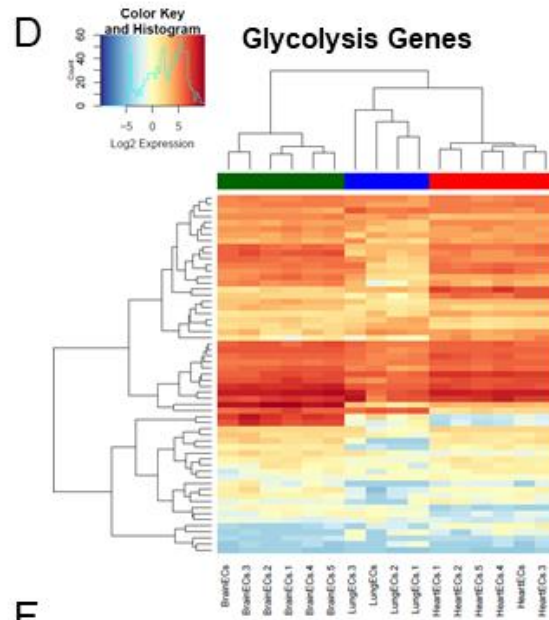 D
Color Key
and Histogram
Glycolysis Genes
Count
0 20 40 60
-5 0 5
Log2 Expression
BrainECs
BrainECs.3
BrainECs.2
BrainECs.1
BrainECs.4
BrainECs.5
LungECs.3
LungECs
LungECs.2
LungECs.1
HeartECs.1
HeartECs.2
HeartECs.5
HeartECs.4
HeartECs
HeartECs.3